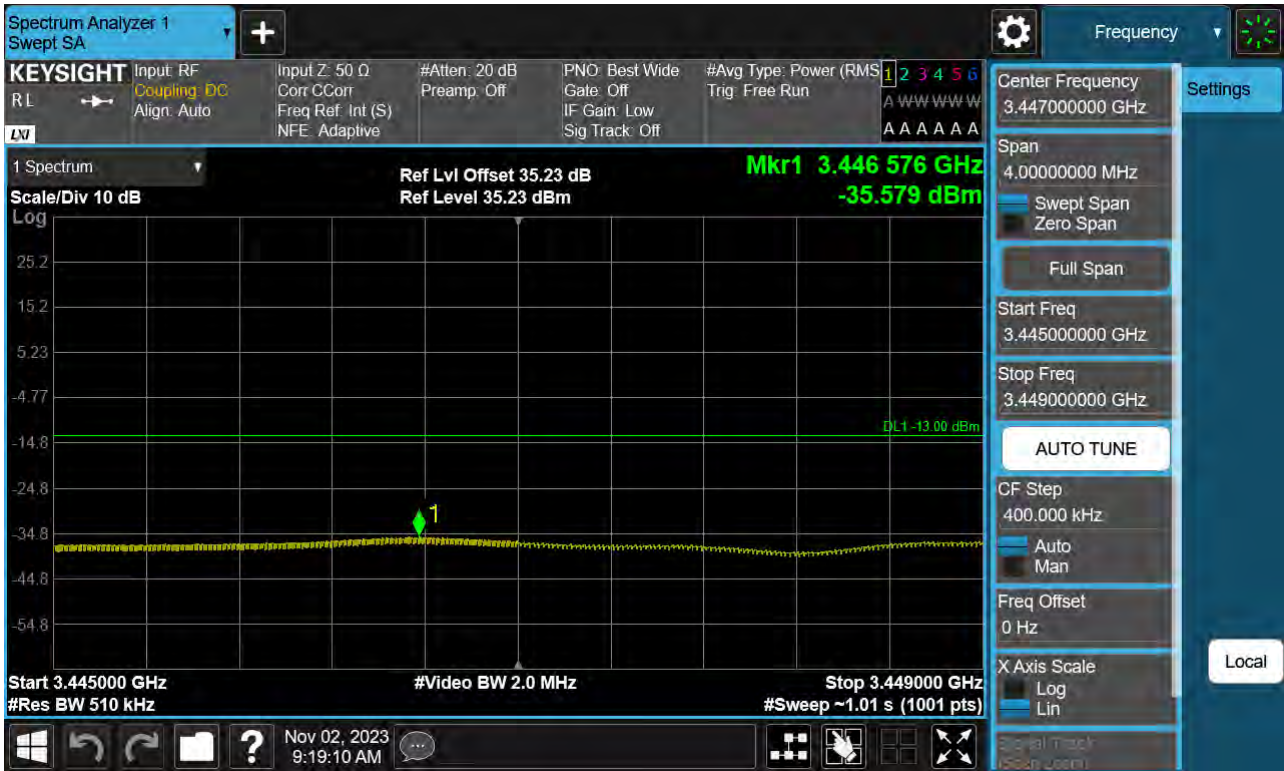 Spectrum Analyzer 1
Swept SA
+
Frequency
KEYSIGHT
RL
LXI
Input: RF
Coupling: DC
Align: Auto
Input Z: 50 Ω
Corr CCorr
Freq Ref: Int (S)
NFE: Adaptive
#Atten: 20 dB
Preamp: Off
PNO: Best Wide
Gate: Off
IF Gain: Low
Sig Track: Off
#Avg Type: Power (RMS
Trig: Free Run
1 2 3 4 5 6
A W W W W W
A A A A A A
1 Spectrum
Scale/Div 10 dB
Log
Ref Lvl Offset 35.23 dB
Ref Level 35.23 dBm
Mkr1 3.446 576 GHz
-35.579 dBm
25.2
15.2
5.23
-4.77
-14.8
-24.8
-34.8
-44.8
-54.8
DL1 -13.00 dBm
1
Start 3.445000 GHz
#Res BW 510 kHz
#Video BW 2.0 MHz
Stop 3.449000 GHz
#Sweep ~1.01 s (1001 pts)
Center Frequency
3.447000000 GHz
Span
4.00000000 MHz
Swept Span
Zero Span
Full Span
Start Freq
3.445000000 GHz
Stop Freq
3.449000000 GHz
AUTO TUNE
CF Step
400.000 kHz
Auto
Man
Freq Offset
0 Hz
X Axis Scale
Log
Lin
Signal Track
(Span Zoom)
Settings
Local
?
Nov 02, 2023
9:19:10 AM